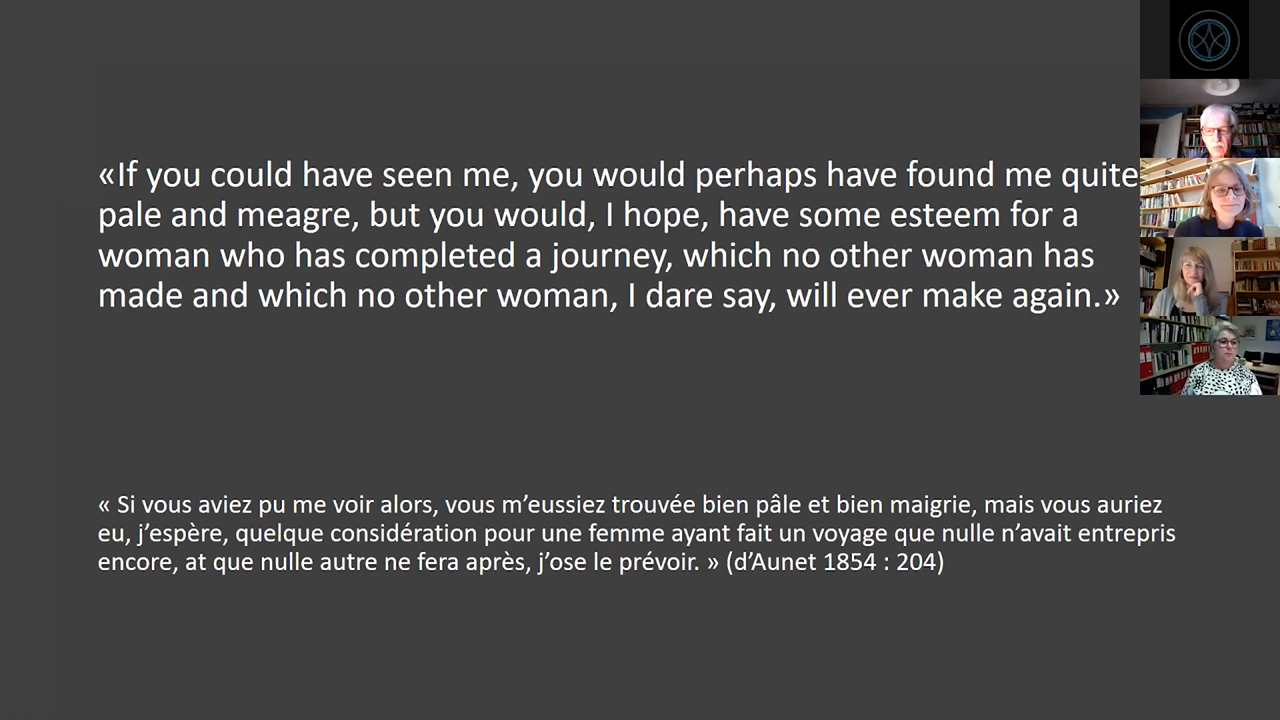 «If you could have seen me, you would perhaps have found me quite
pale and meagre, but you would, I hope, have some esteem for a
woman who has completed a journey, which no other woman has
made and which no other woman, I dare say, will ever make again.»
« Si vous aviez pu me voir alors, vous m’eussiez trouvée bien pâle et bien maigrie, mais vous auriez
eu, j’espère, quelque considération pour une femme ayant fait un voyage que nulle n’avait entrepris
encore, at que nulle autre ne fera après, j’ose le prévoir. » (d’Aunet 1854 : 204)